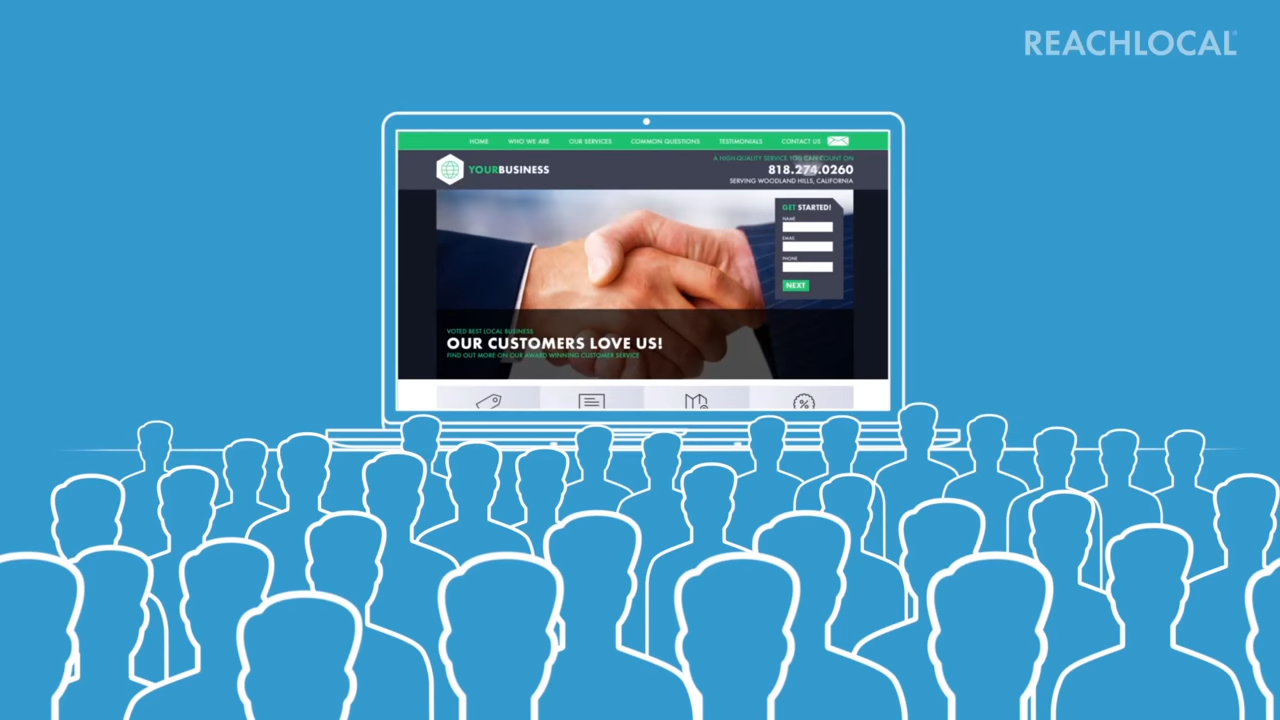 REACHLOCAL
HOME WHO WE ARE OUR SERVICES COMMON QUESTIONS TESTIMONIALS CONTACT US
YOURBUSINESS
A HIGH-QUALITY SERVICE YOU CAN COUNT ON
818.274.0260
SERVING WOODLAND HILLS, CALIFORNIA
GET STARTED!
NAME
EMAIL
PHONE
NEXT
VOTED BEST LOCAL BUSINESS
OUR CUSTOMERS LOVE US!
FIND OUT MORE ON OUR AWARD WINNING CUSTOMER SERVICE